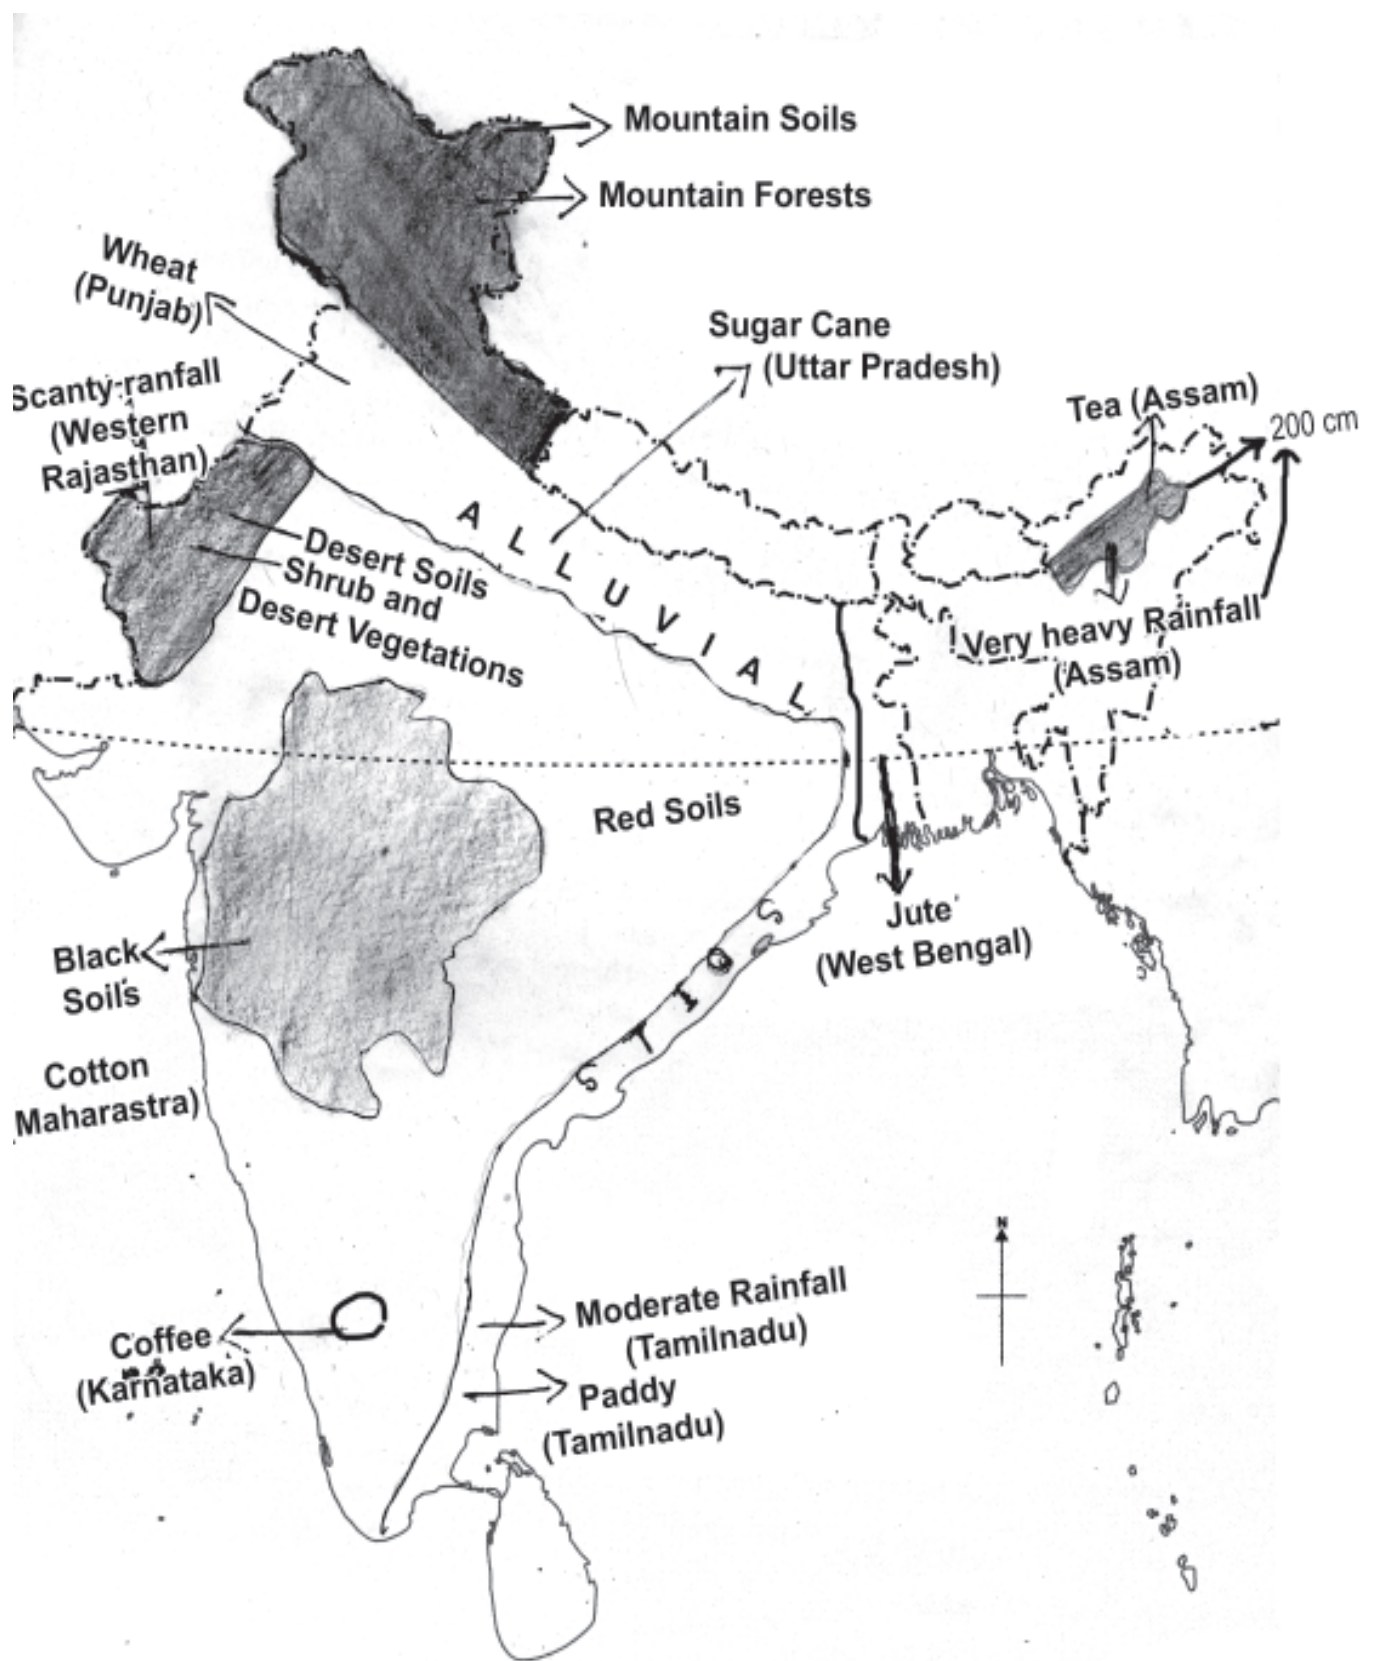 Mountain Soils
Mountain Forests
Wheat
(Punjab)
Sugar Cane
(Uttar Pradesh)
Scanty-ranfall
(Western
Rajasthan)
Tea (Assam)
200 cm
ALLUVIAL
Desert Soils
Shrub and
Desert Vegetations
Very heavy Rainfall
(Assam)
Red Soils
Jute
(West Bengal)
Black
Soils
SOITS
Cotton
Maharastra)
N
Moderate Rainfall
(Tamilnadu)
Coffee
(Karnataka)
Paddy
(Tamilnadu)